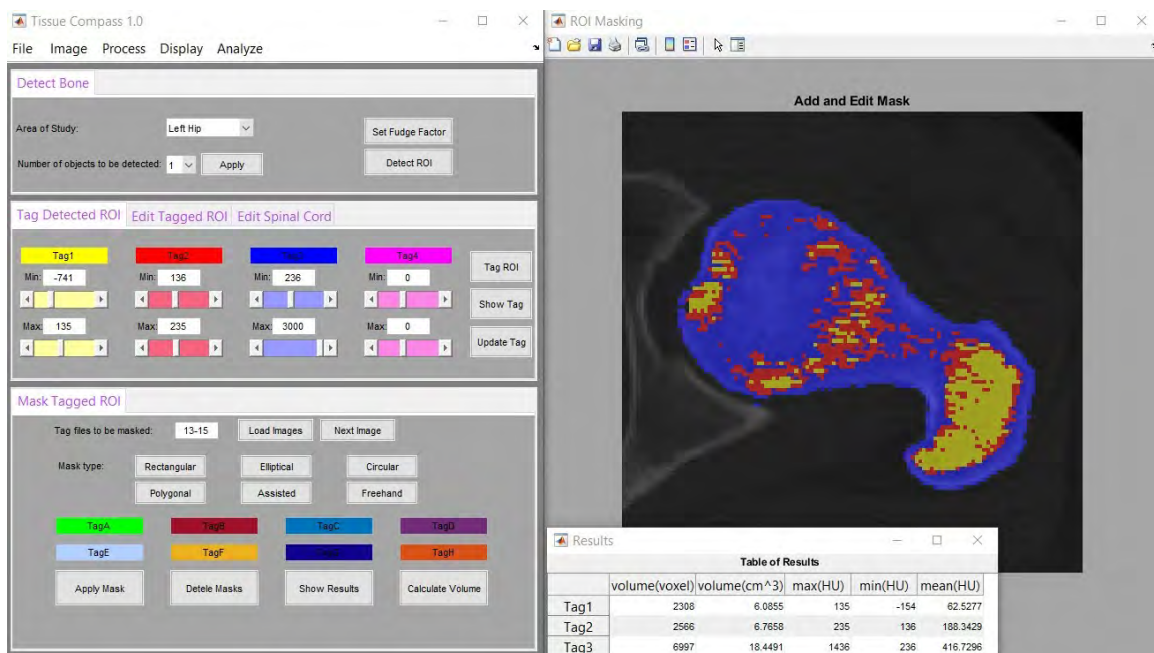 Tissue Compass 1.0
File Image Process Display Analyze
Detect Bone
Area of Study: Left Hip Set Fudge Factor
Number of objects to be detected: 1 Apply Detect ROI
Tag Detected ROI Edit Tagged ROI Edit Spinal Cord
Tag1 Tag2 Tag3 Tag4
Min: -741 Min: 136 Min: 236 Min: 0 Tag ROI
Show Tag
Max: 135 Max: 235 Max: 3000 Max: 0
Update Tag
Mask Tagged ROI
Tag files to be masked: 13-15 Load Images Next Image
Mask type: Rectangular Elliptical Circular
Polygonal Assisted Freehand
TagA TagB TagC TagD
TagE TagF TagH
Apply Mask Detele Masks Show Results Calculate Volume
ROI Masking
Add and Edit Mask
Results
Table of Results
volume(voxel) volume(cm^3) max(HU) min(HU) mean(HU)
Tag1 2308 6.0855 135 -154 62.5277
Tag2 2566 6.7658 235 136 188.3429
Tag3 6997 18.4491 1436 236 416.7296